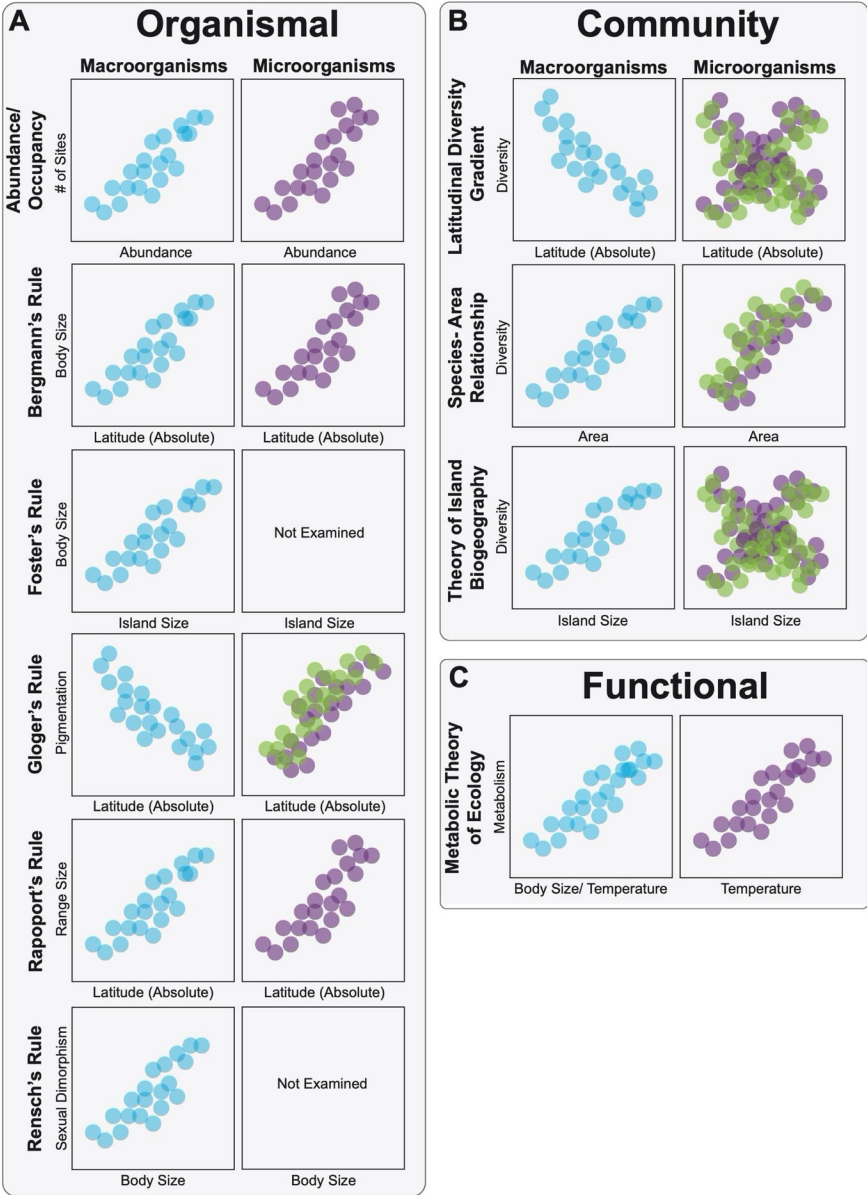 A
Organismal
Macroorganisms
Microorganisms
Abundance/
Occupancy
# of Sites
Abundance
Abundance
Bergmann's Rule
Body Size
Latitude (Absolute)
Latitude (Absolute)
Foster's Rule
Body Size
Not Examined
Island Size
Island Size
Gloger's Rule
Pigmentation
Latitude (Absolute)
Latitude (Absolute)
Rapoport's Rule
Range Size
Latitude (Absolute)
Latitude (Absolute)
Rensch's Rule
Sexual Dimorphism
Not Examined
Body Size
Body Size
B
Community
Macroorganisms
Microorganisms
Latitudinal Diversity
Gradient
Diversity
Latitude (Absolute)
Latitude (Absolute)
Species- Area
Relationship
Diversity
Area
Area
Theory of Island
Biogeography
Diversity
Island Size
Island Size
C
Functional
Metabolic Theory
of Ecology
Metabolism
Body Size/ Temperature
Temperature